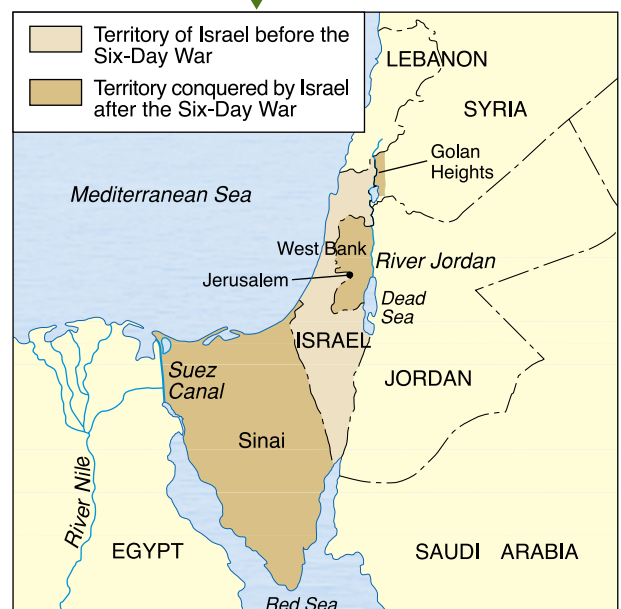 Territory of Israel before the
Six-Day War
Territory conquered by Israel
after the Six-Day War
LEBANON
SYRIA
Golan
Heights
Mediterranean Sea
West Bank
River Jordan
Jerusalem
Dead
Sea
ISRAEL
Suez
Canal
JORDAN
Sinai
River Nile
EGYPT
SAUDI ARABIA
Red Sea